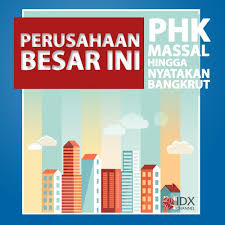 PERUSAHAAN
BESAR INI
PHK
MASSAL
HINGGA
NYATAKAN
BANGKRUT
IDX
CHANNEL